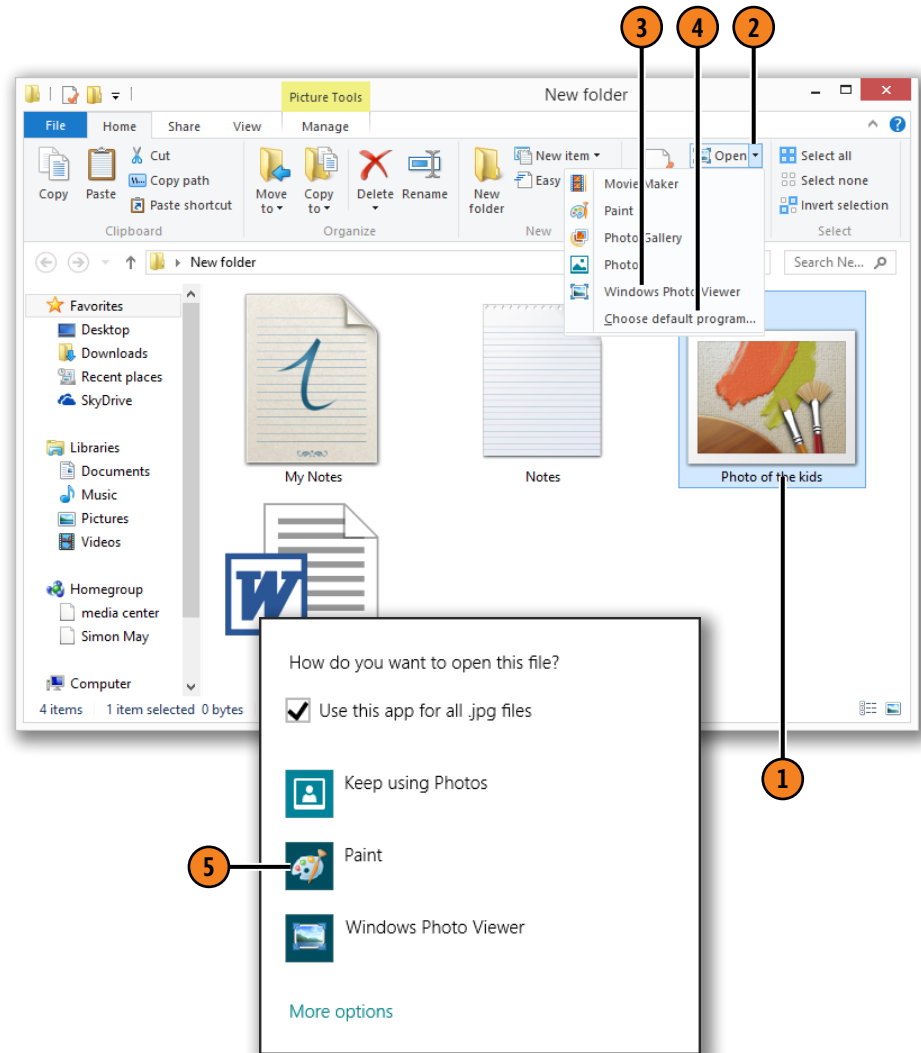 3 4 2
Picture Tools New folder
File Home Share View Manage
Cut
Copy path
Paste shortcut
Copy Paste
Move to
Copy to
Delete Rename
New folder
New item
Easy
Open
Select all
Select none
Invert selection
Clipboard Organize New Select
Movie Maker
Paint
Photo Gallery
Photo
Windows Photo Viewer
Choose default program...
New folder
Search Ne...
Favorites
Desktop
Downloads
Recent places
SkyDrive
Libraries
Documents
Music
Pictures
Videos
Homegroup
media center
Simon May
Computer
My Notes Notes Photo of the kids
W
4 items 1 item selected 0 bytes
1
How do you want to open this file?
Use this app for all .jpg files
Keep using Photos
5
Paint
Windows Photo Viewer
More options